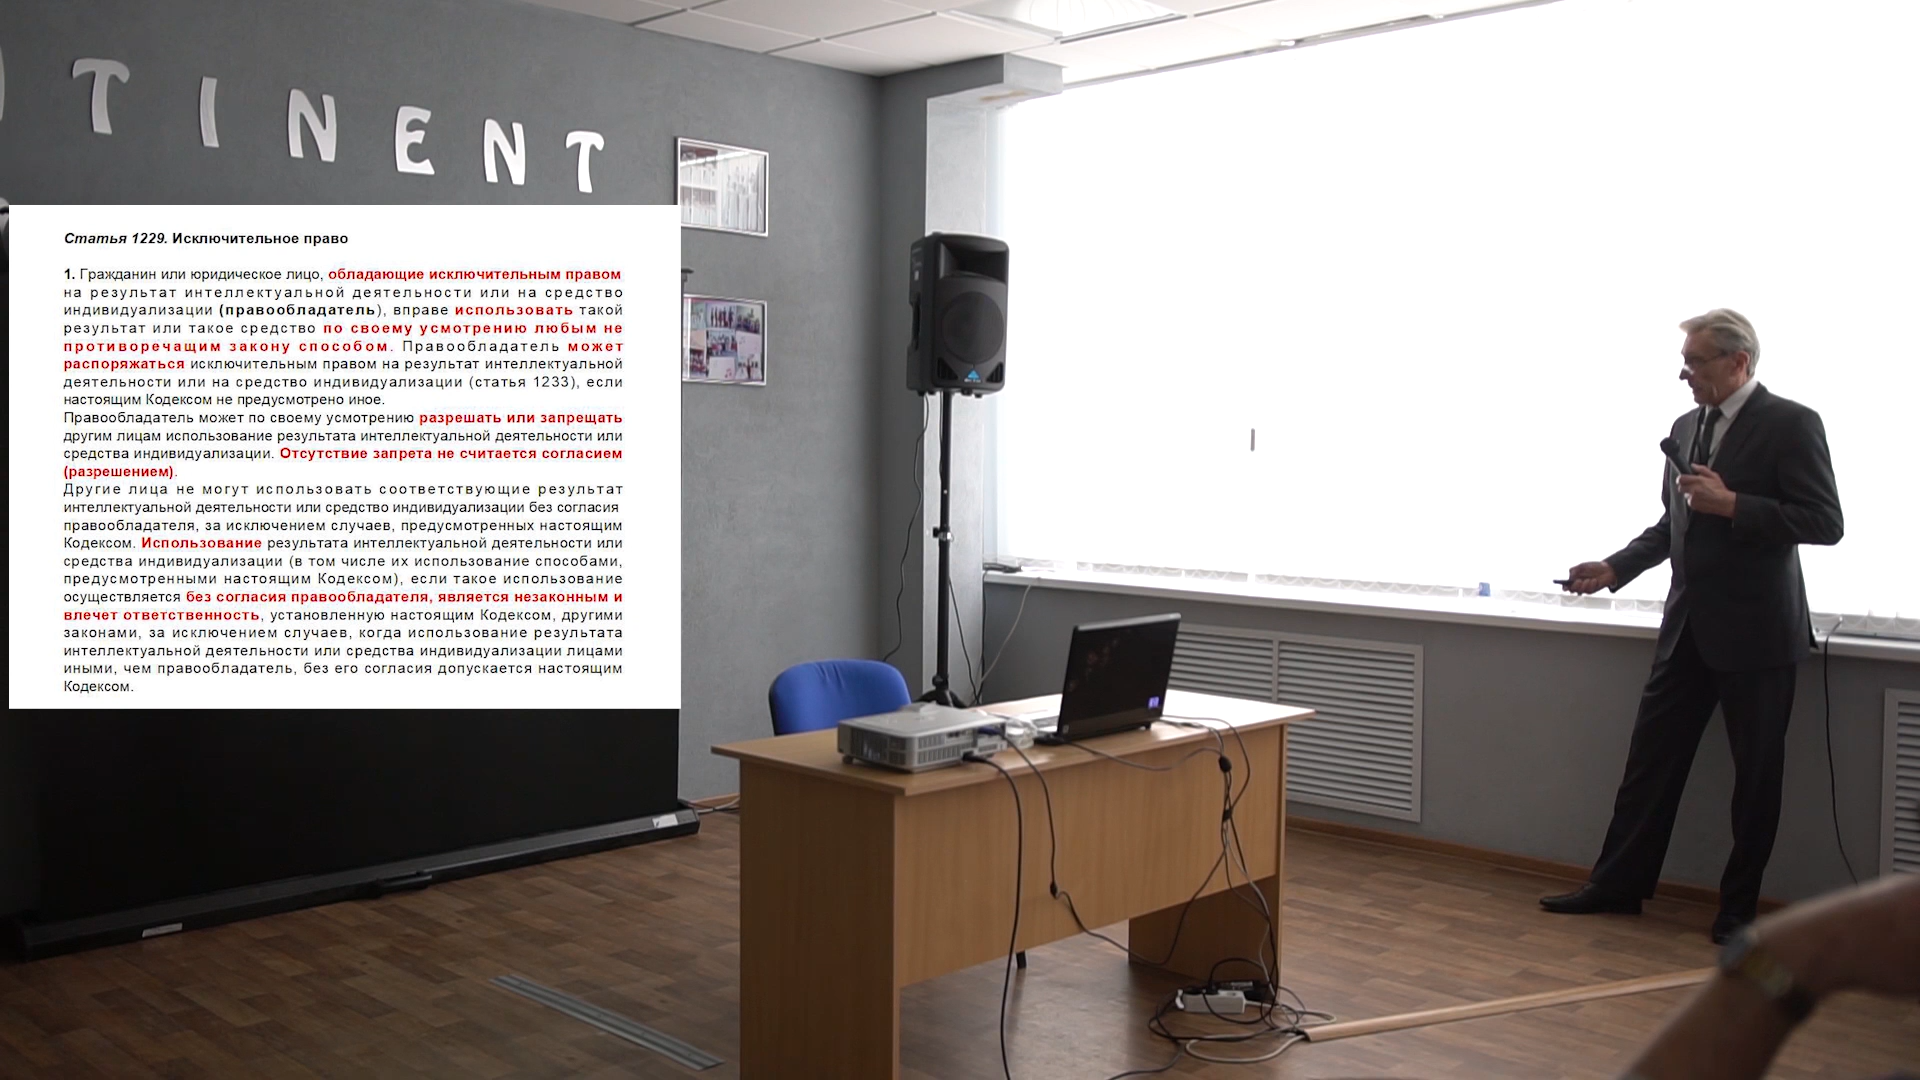 TINENT
Статья 1229. Исключительное право
1. Гражданин или юридическое лицо, обладающие исключительным правом
на результат интеллектуальной деятельности или на средство
индивидуализации (правообладатель), вправе использовать такой
результат или такое средство по своему усмотрению любым не
противоречащим закону способом. Правообладатель может
распоряжаться исключительным правом на результат интеллектуальной
деятельности или на средство индивидуализации (статья 1233), если
настоящим Кодексом не предусмотрено иное.
Правообладатель может по своему усмотрению разрешать или запрещать
другим лицам использование результата интеллектуальной деятельности или
средства индивидуализации. Отсутствие запрета не считается согласием
(разрешением).
Другие лица не могут использовать соответствующие результат
интеллектуальной деятельности или средство индивидуализации без согласия
правообладателя, за исключением случаев, предусмотренных настоящим
Кодексом. Использование результата интеллектуальной деятельности или
средства индивидуализации (в том числе их использование способами,
предусмотренными настоящим Кодексом), если такое использование
осуществляется без согласия правообладателя, является незаконным и
влечет ответственность, установленную настоящим Кодексом, другими
законами, за исключением случаев, когда использование результата
интеллектуальной деятельности или средства индивидуализации лицами
иными, чем правообладатель, без его согласия допускается настоящим
Кодексом.